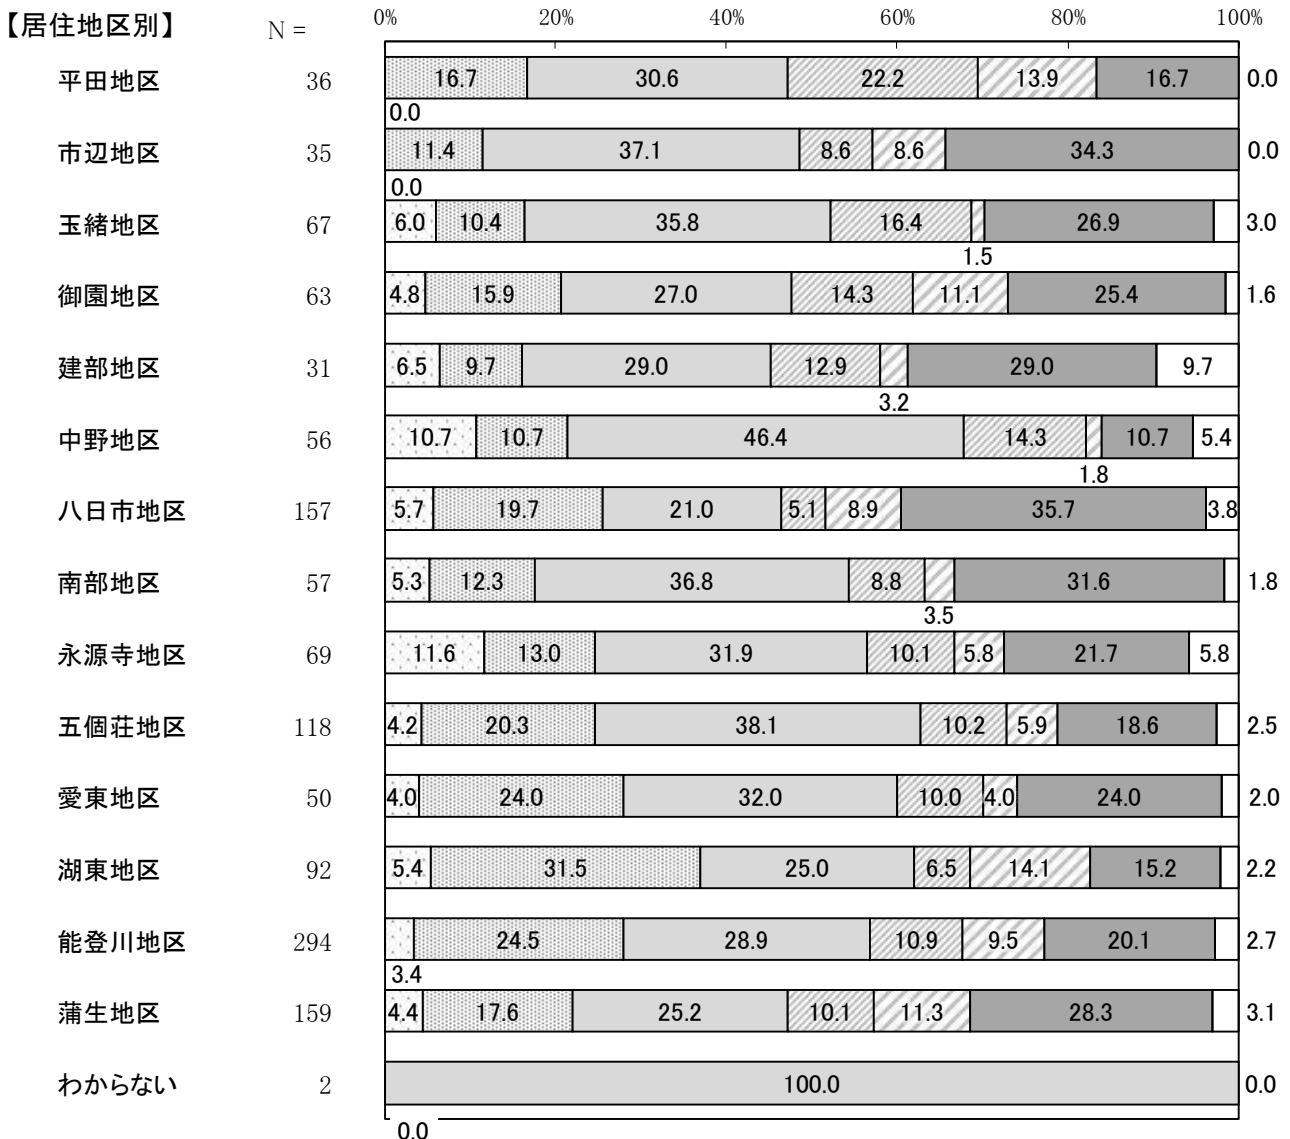 【居住地区別】 N = 0% 20% 40% 60% 80% 100%
平田地区 36 16.7 30.6 22.2 13.9 16.7 0.0
0.0
市辺地区 35 11.4 37.1 8.6 8.6 34.3 0.0
0.0
玉緒地区 67 6.0 10.4 35.8 16.4 26.9 3.0
1.5
御園地区 63 4.8 15.9 27.0 14.3 11.1 25.4 1.6
建部地区 31 6.5 9.7 29.0 12.9 29.0 9.7
3.2
中野地区 56 10.7 10.7 46.4 14.3 10.7 5.4
1.8
八日市地区 157 5.7 19.7 21.0 5.1 8.9 35.7 3.8
南部地区 57 5.3 12.3 36.8 8.8 31.6 1.8
3.5
永源寺地区 69 11.6 13.0 31.9 10.1 5.8 21.7 5.8
五個荘地区 118 4.2 20.3 38.1 10.2 5.9 18.6 2.5
愛東地区 50 4.0 24.0 32.0 10.0 4.0 24.0 2.0
湖東地区 92 5.4 31.5 25.0 6.5 14.1 15.2 2.2
能登川地区 294 24.5 28.9 10.9 9.5 20.1 2.7
3.4
蒲生地区 159 4.4 17.6 25.2 10.1 11.3 28.3 3.1
わからない 2 100.0 0.0
0.0